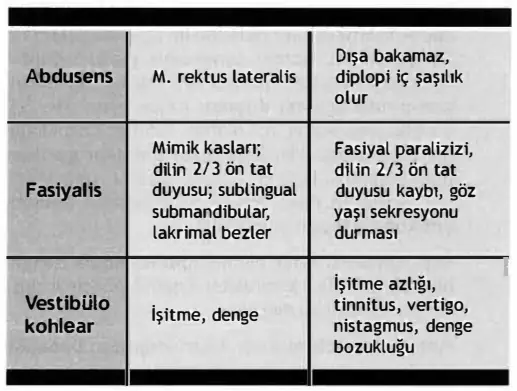 Abdusens
M. rektus lateralis
Dışa bakamaz,
diplopi iç şaşılık
olur
Fasiyalis
Mimik kasları;
dilin 2/3 ön tat
duyusu; sublingual
submandibular,
lakrimal bezler
Fasiyal paralizizi,
dilin 2/3 ön tat
duyusu kaybı, göz
yaşı sekresyonu
durması
Vestibülo
kohlear
İşitme, denge
İşitme azlığı,
tinnitus, vertigo,
nistagmus, denge
bozukluğu